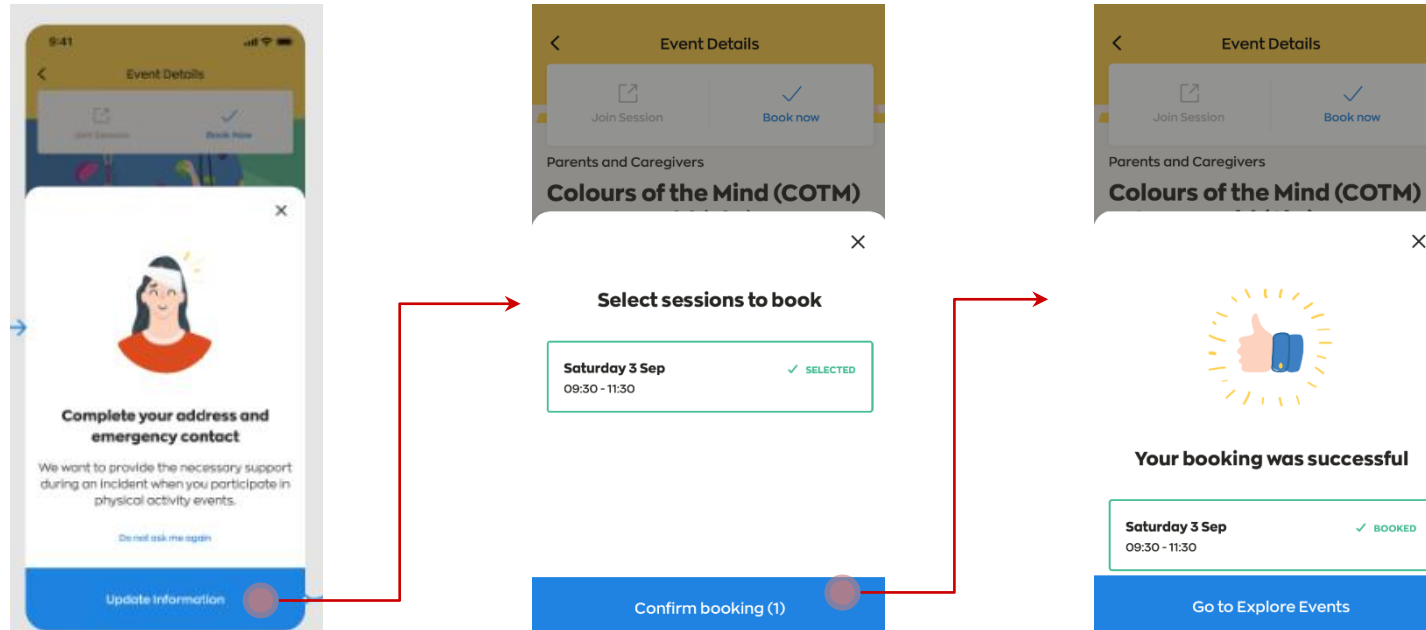 9:41
Event Details
Join Session
Book Now
Complete your address and
emergency contact
We want to provide the necessary support
during an incident when you participate in
physical activity events.
Do not ask me again
Update Information
Event Details
Join Session
Book now
Parents and Caregivers
Colours of the Mind (COTM)
Select sessions to book
Saturday 3 Sep
SELECTED
09:30 - 11:30
Confirm booking (1)
Event Details
Join Session
Book now
Parents and Caregivers
Colours of the Mind (COTM)
Your booking was successful
Saturday 3 Sep
BOOKED
09:30 - 11:30
Go to Explore Events